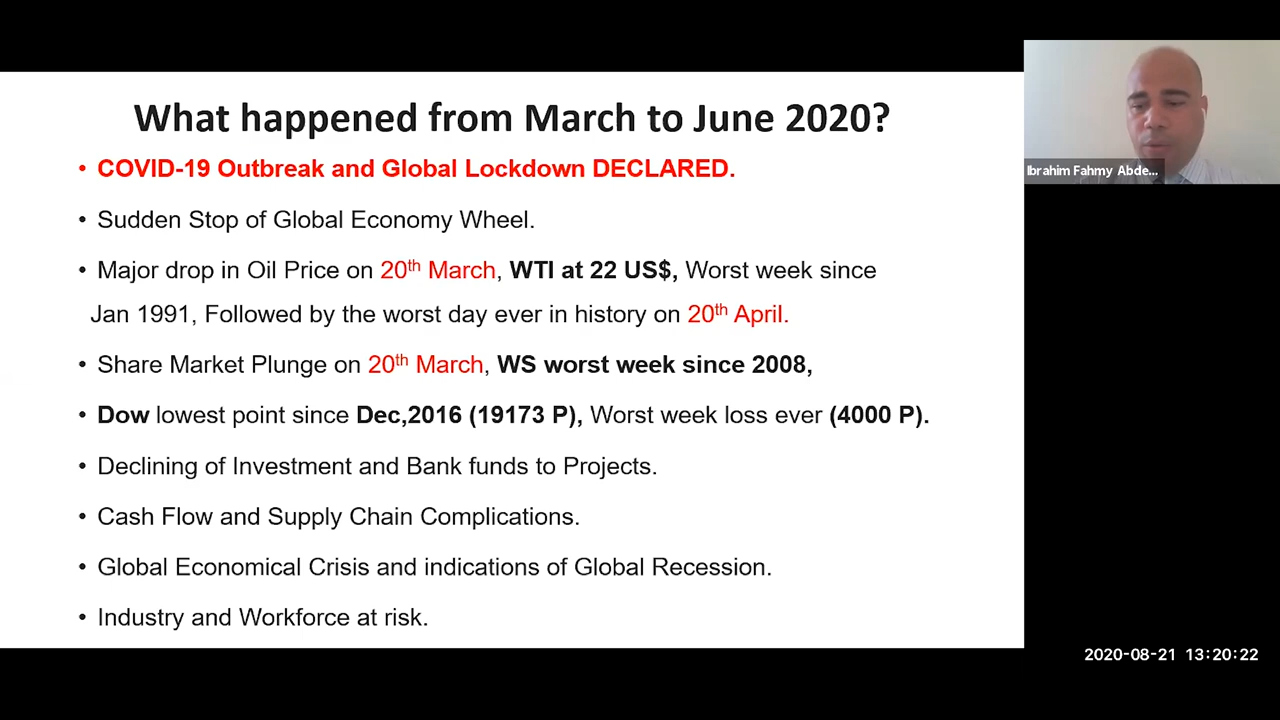 What happened from March to June 2020?
• COVID-19 Outbreak and Global Lockdown DECLARED.
• Sudden Stop of Global Economy Wheel.
• Major drop in Oil Price on 20th March, WTI at 22 US$, Worst week since
Jan 1991, Followed by the worst day ever in history on 20th April.
• Share Market Plunge on 20th March, WS worst week since 2008,
• Dow lowest point since Dec,2016 (19173 P), Worst week loss ever (4000 P).
• Declining of Investment and Bank funds to Projects.
• Cash Flow and Supply Chain Complications.
• Global Economical Crisis and indications of Global Recession.
• Industry and Workforce at risk.
Ibrahim Fahmy Abde...
2020-08-21 13:20:22